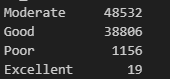 Moderate 48532
Good 38806
Poor 1156
Excellent 19